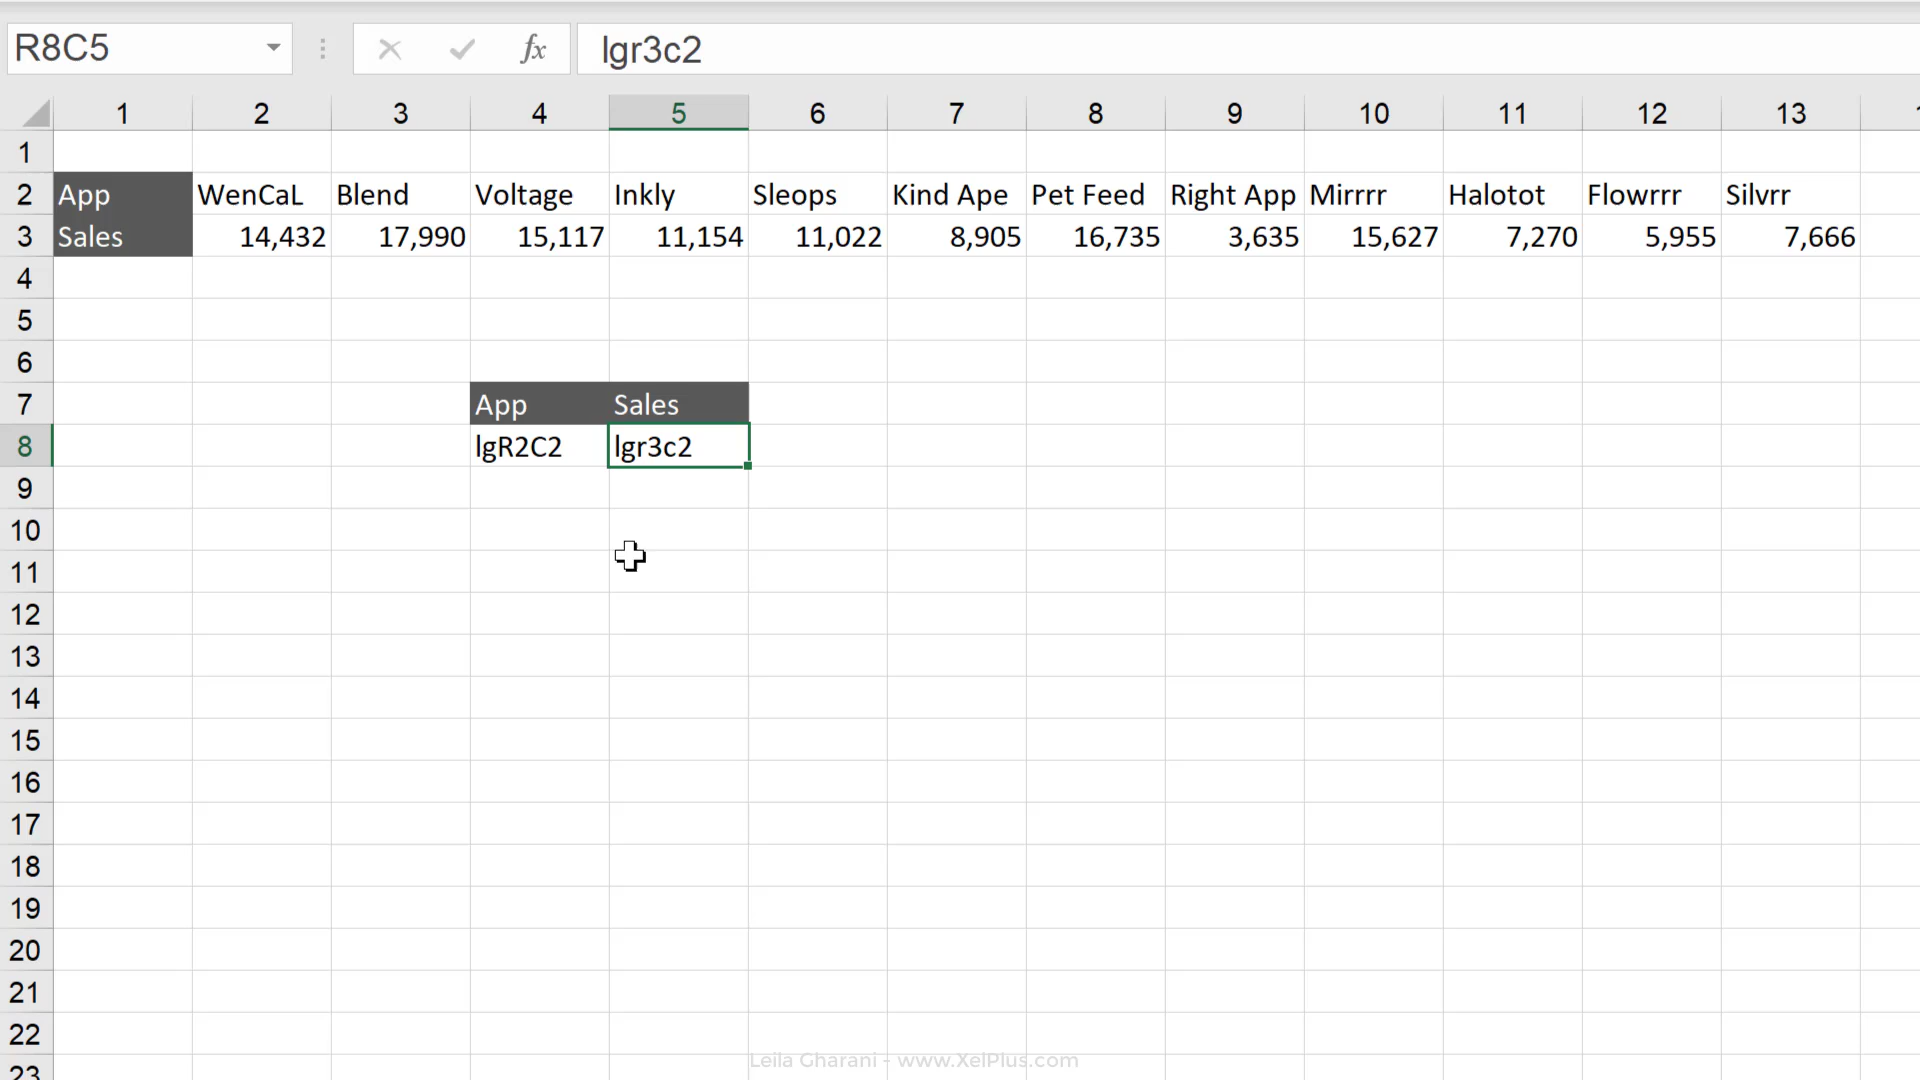 R8C5 fx lgr3c2
1 2 3 4 5 6 7 8 9 10 11 12 13
1
2 App WenCaL Blend Voltage Inkly Sleops Kind Ape Pet Feed Right App Mirrrr Halotot Flowrrr Silvrr
3 Sales 14,432 17,990 15,117 11,154 11,022 8,905 16,735 3,635 15,627 7,270 5,955 7,666
4
5
6
7 App Sales
8 lgR2C2 lgr3c2
9
10
11
12
13
14
15
16
17
18
19
20
21
22
23
Leila Gharani - www.XelPlus.com